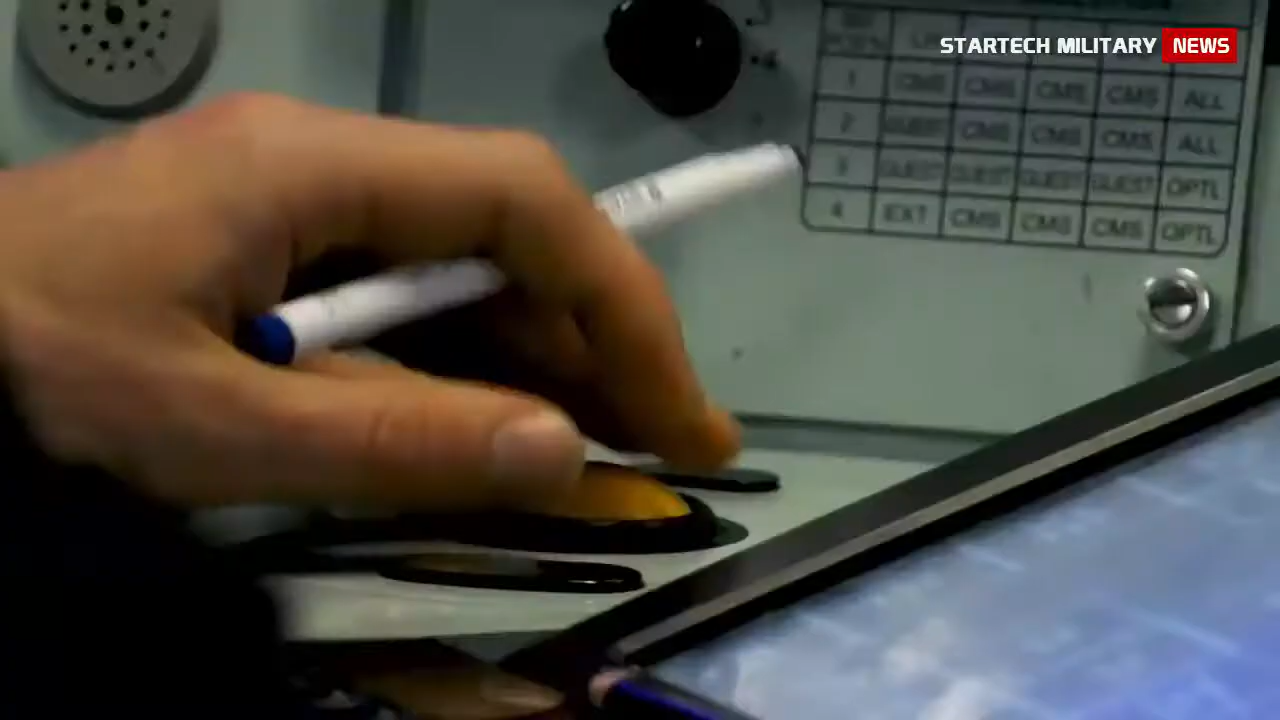 STARTECH MILITARY NEWS
1 CMS CMS CMS CMS ALL
2 GUEST CMS CMS CMS ALL
3 GUEST GUEST GUEST GUEST OPTL
4 EXT CMS CMS CMS OPTL